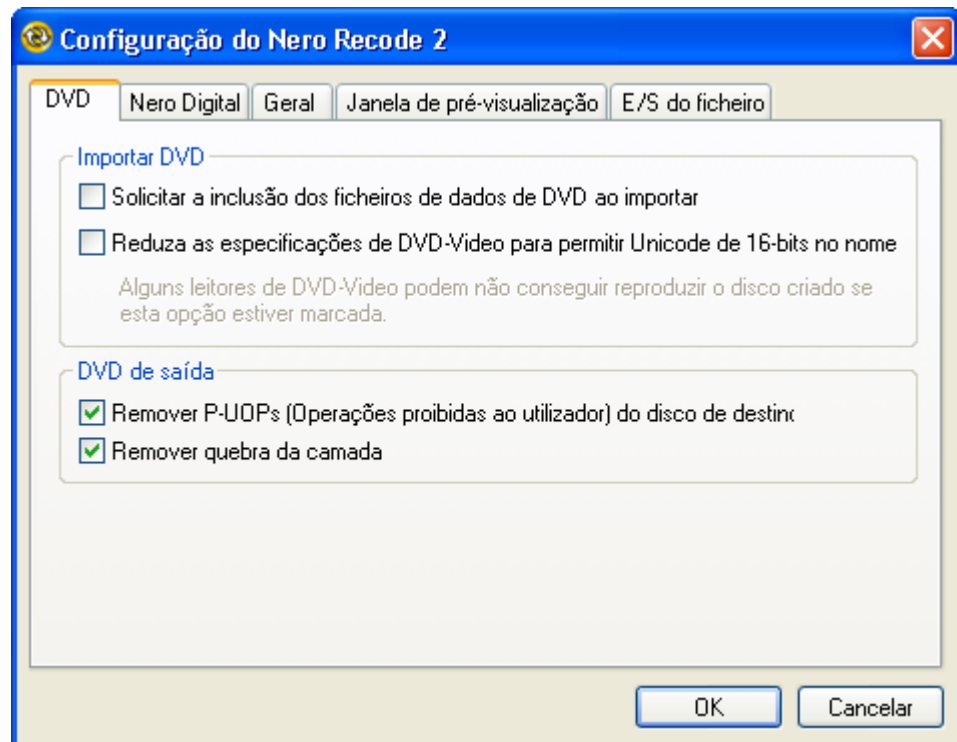 Configuração do Nero Recode 2
DVD Nero Digital Geral Janela de pré-visualização E/S do ficheiro
Importar DVD
Solicitar a inclusão dos ficheiros de dados de DVD ao importar
Reduza as especificações de DVD-Video para permitir Unicode de 16-bits no nome
Alguns leitores de DVD-Video podem não conseguir reproduzir o disco criado se
esta opção estiver marcada.
DVD de saída
Remover P-UOPs (Operações proibidas ao utilizador) do disco de destino
Remover quebra da camada
OK Cancelar